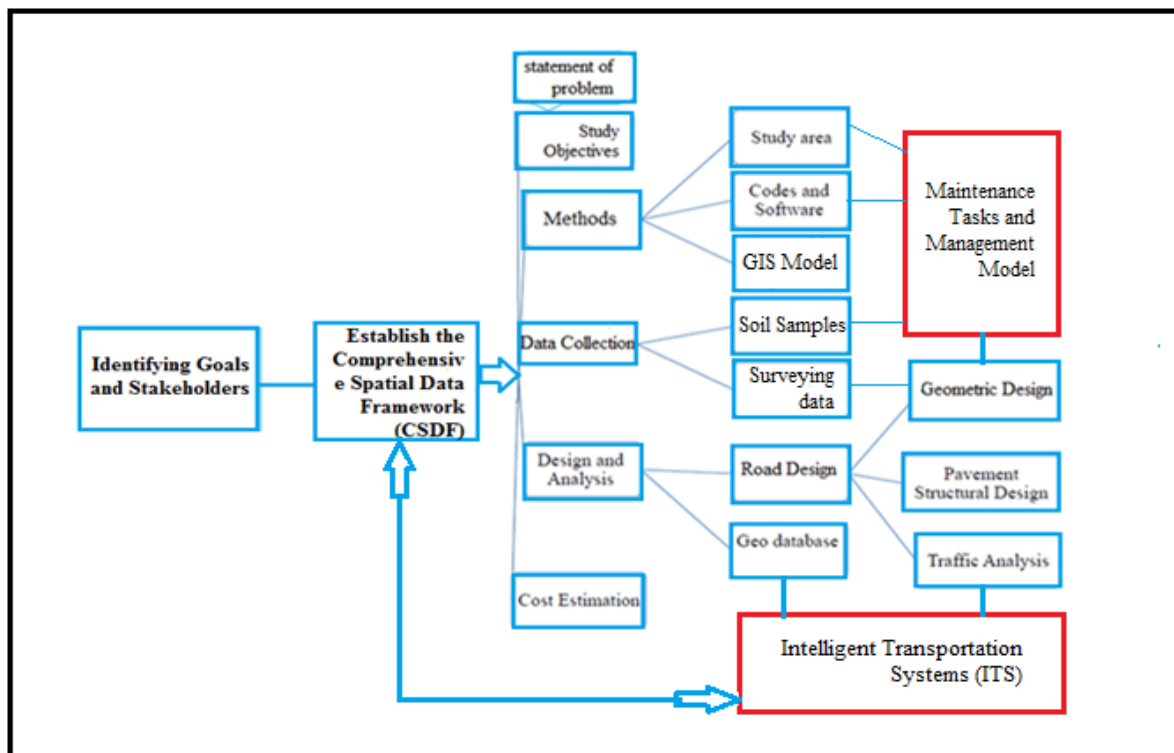 statement of
problem
Study
Objectives
Methods
Data Collection
Design and
Analysis
Cost Estimation
Identifying Goals
and Stakeholders
Establish the
Comprehensiv
e Spatial Data
Framework
(CSDF)
Study area
Codes and
Software
GIS Model
Soil Samples
Surveying
data
Road Design
Geo database
Maintenance
Tasks and
Management
Model
Geometric Design
Pavement
Structural Design
Traffic Analysis
Intelligent Transportation
Systems (ITS)